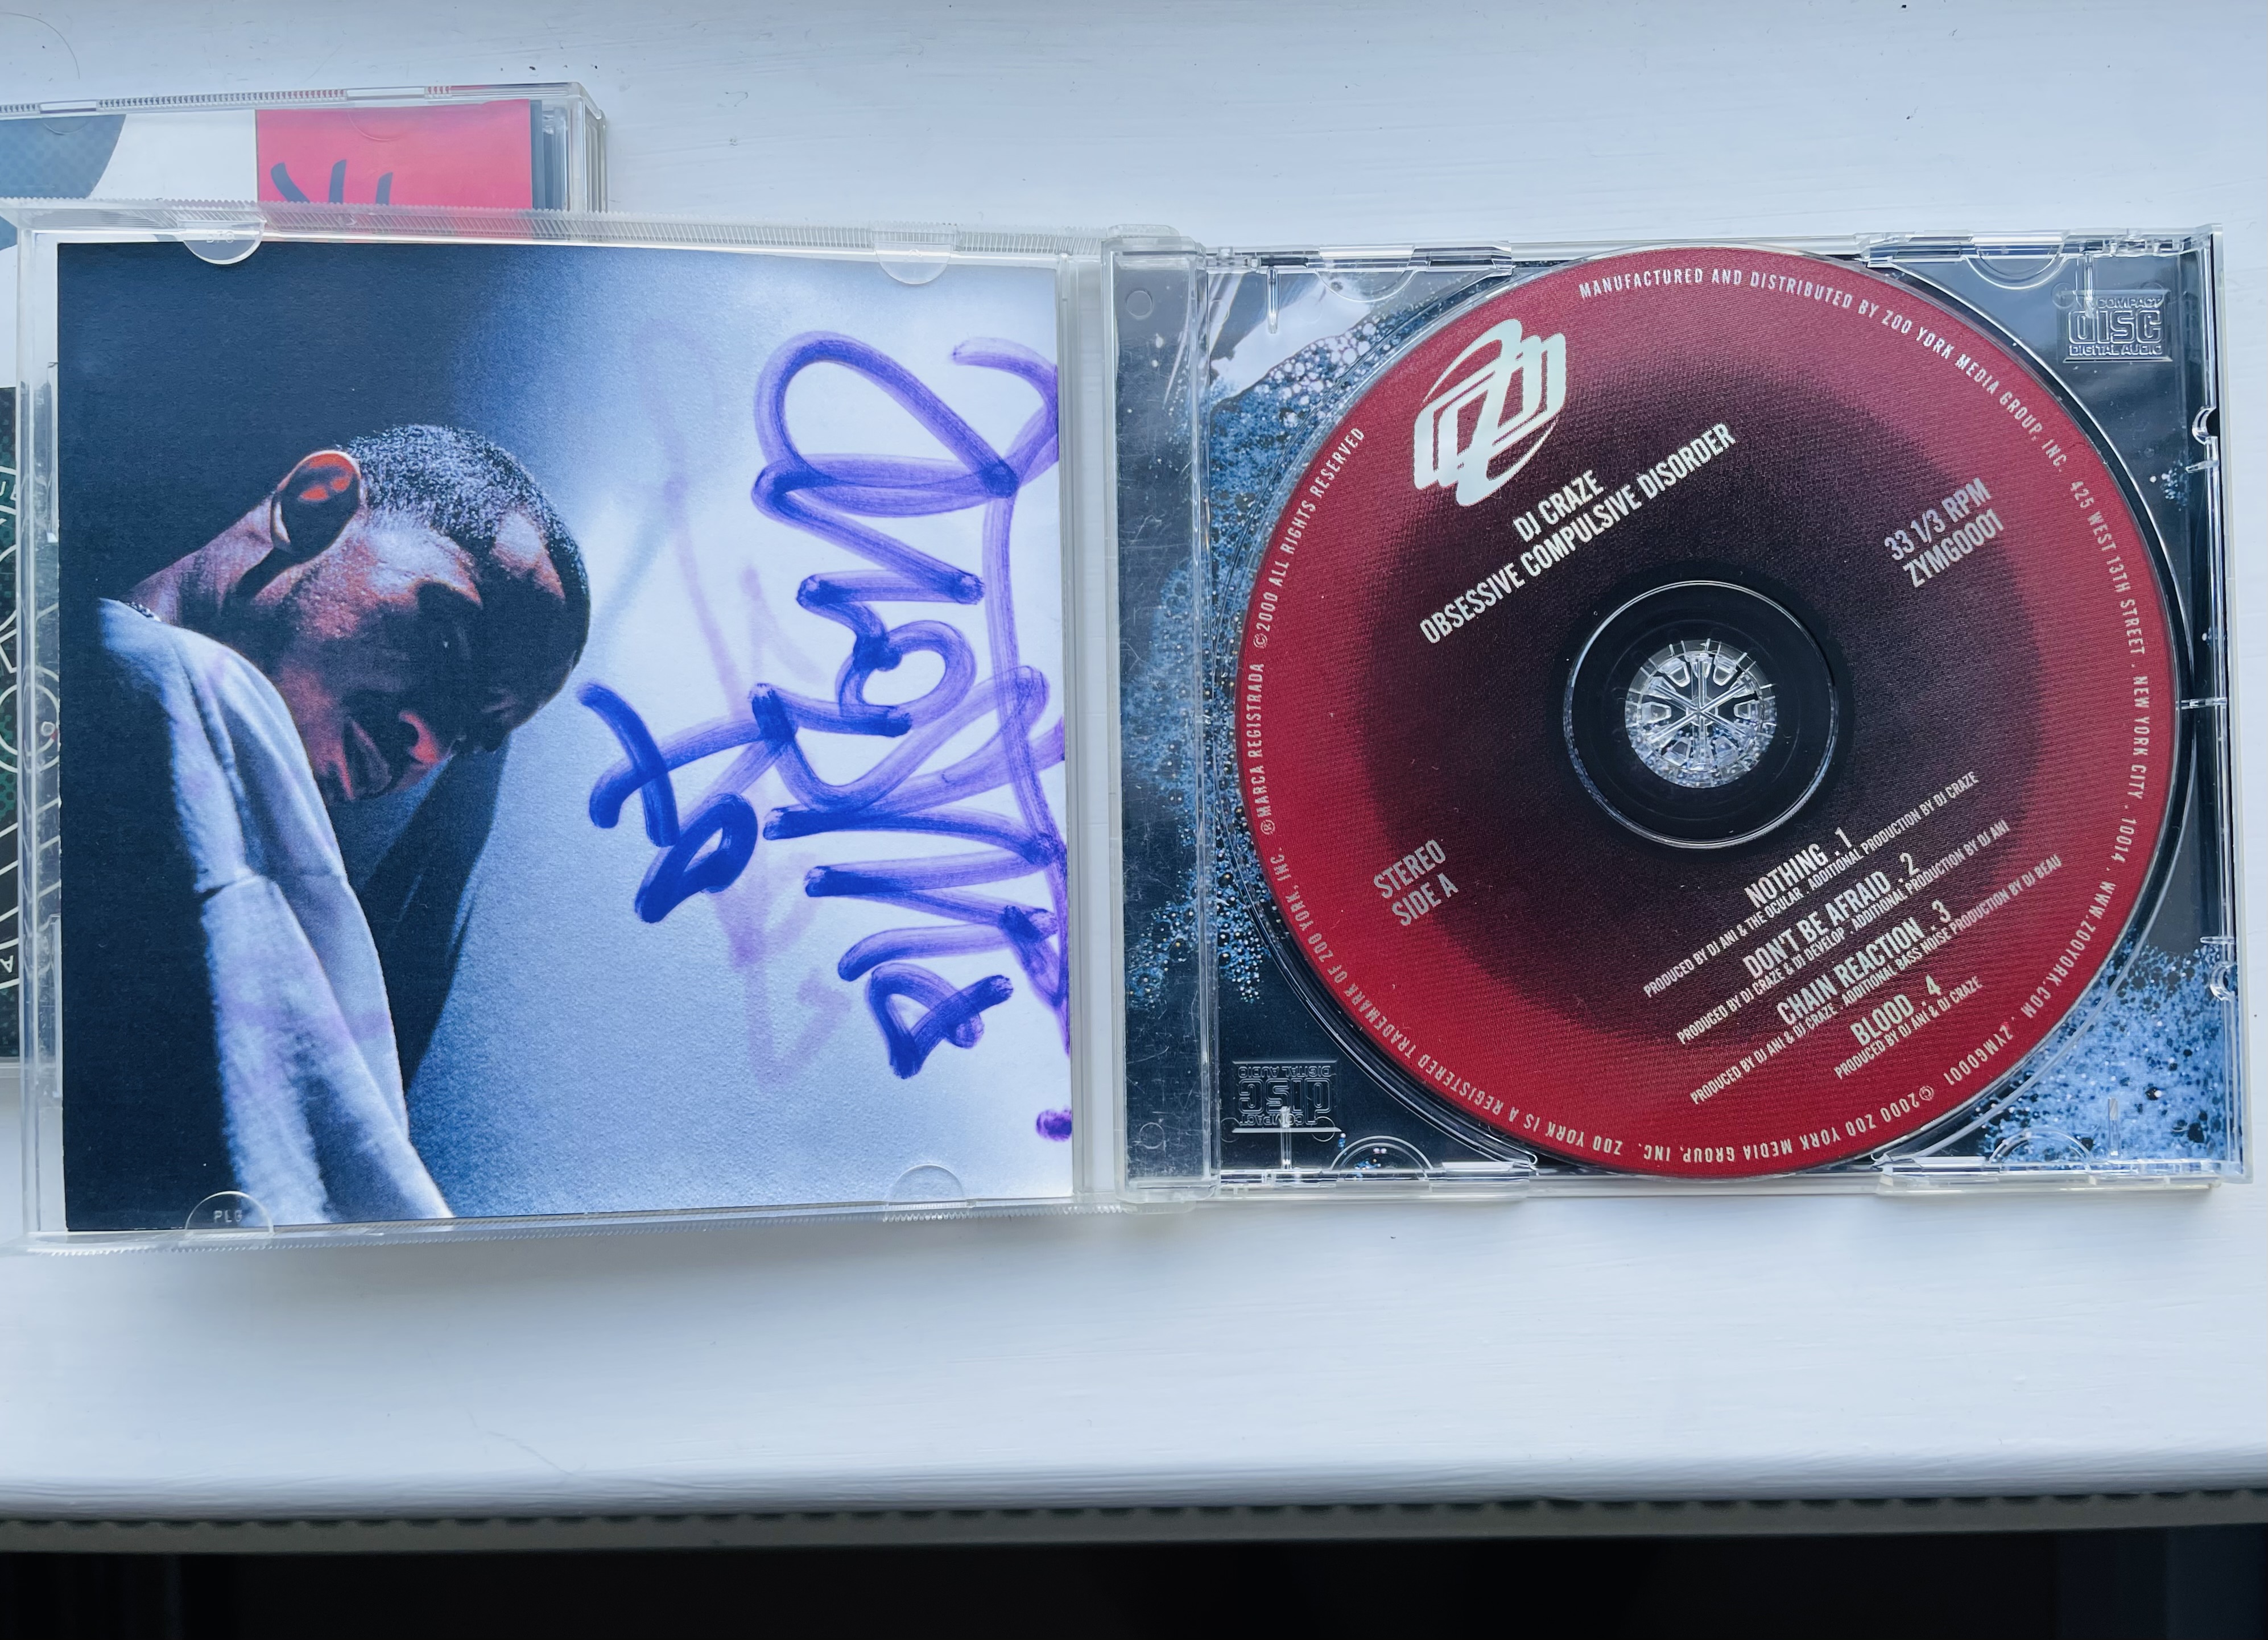 DJ CRAZE
OBSESSIVE COMPULSIVE DISORDER
33 1/3 RPM
ZYMG0001
STEREO
SIDE A
NOTHING . 1
PRODUCED BY DJ ANI & THE OCULAR . ADDITIONAL PRODUCTION BY DJ CRAZE
DON'T BE AFRAID . 2
PRODUCED BY DJ CRAZE & DJ DEVELOP . ADDITIONAL PRODUCTION BY DJ ANI
CHAIN REACTION . 3
PRODUCED BY DJ ANI & DJ CRAZE . ADDITIONAL BASS NOISE PRODUCTION BY DJ BEAU
BLOOD . 4
PRODUCED BY DJ ANI & DJ CRAZE
MANUFACTURED AND DISTRIBUTED BY ZOO YORK MEDIA GROUP, INC. 425 WEST 13TH STREET . NEW YORK CITY . 10014 . WWW.ZOOYORK.COM . ZYMG0001
℗ 2000 ZOO YORK MEDIA GROUP, INC. ZOO YORK IS A REGISTERED TRADEMARK OF ZOO YORK, INC. ® MARCA REGISTRADA © 2000 ALL RIGHTS RESERVED
COMPACT
DISC
DIGITAL AUDIO
COMPACT
DISC
DIGITAL AUDIO
PLG